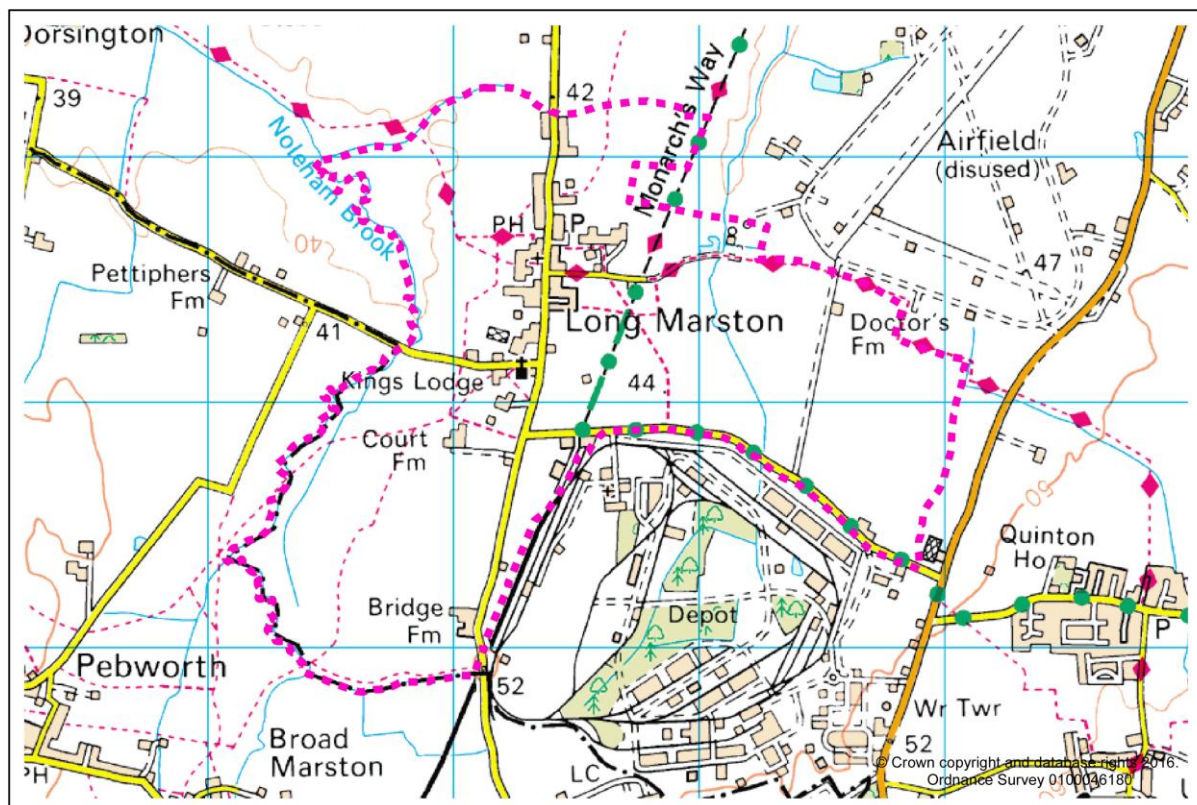 Dorsington
39
42
Monarch's Way
Airfield
(disused)
Noleham Brook
PH
P
40
47
Pettiphers
Fm
41
Long Marston
Doctor's
Fm
Kings Lodge
44
Court
Fm
50
Quinton
Ho
Bridge
Fm
Depot
P
Pebworth
52
Wr Twr
Broad
Marston
52
PH
LC
60
© Crown copyright and database rights 2016.
Ordnance Survey 0100046180